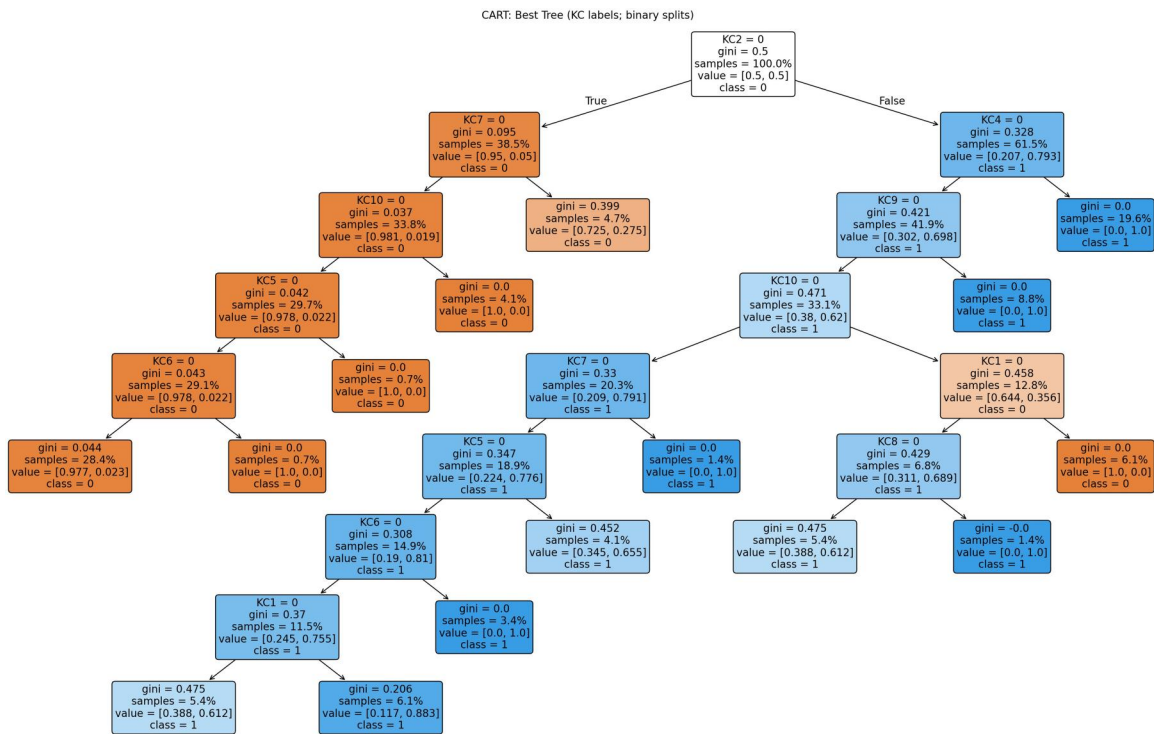 CART: Best Tree (KC labels; binary splits)
KC2 = 0
gini = 0.5
samples = 100.0%
value = [0.5, 0.5]
class = 0
True
False
KC7 = 0
gini = 0.095
samples = 38.5%
value = [0.95, 0.05]
class = 0
KC4 = 0
gini = 0.328
samples = 61.5%
value = [0.207, 0.793]
class = 1
KC10 = 0
gini = 0.037
samples = 33.8%
value = [0.981, 0.019]
class = 0
gini = 0.399
samples = 4.7%
value = [0.725, 0.275]
class = 0
KC9 = 0
gini = 0.421
samples = 41.9%
value = [0.302, 0.698]
class = 1
gini = 0.0
samples = 19.6%
value = [0.0, 1.0]
class = 1
KC5 = 0
gini = 0.042
samples = 29.7%
value = [0.978, 0.022]
class = 0
gini = 0.0
samples = 4.1%
value = [1.0, 0.0]
class = 0
KC10 = 0
gini = 0.471
samples = 33.1%
value = [0.38, 0.62]
class = 1
gini = 0.0
samples = 8.8%
value = [0.0, 1.0]
class = 1
KC6 = 0
gini = 0.043
samples = 29.1%
value = [0.978, 0.022]
class = 0
gini = 0.0
samples = 0.7%
value = [1.0, 0.0]
class = 0
KC7 = 0
gini = 0.33
samples = 20.3%
value = [0.209, 0.791]
class = 1
KC1 = 0
gini = 0.458
samples = 12.8%
value = [0.644, 0.356]
class = 0
gini = 0.044
samples = 28.4%
value = [0.977, 0.023]
class = 0
gini = 0.0
samples = 0.7%
value = [1.0, 0.0]
class = 0
KC5 = 0
gini = 0.347
samples = 18.9%
value = [0.224, 0.776]
class = 1
gini = 0.0
samples = 1.4%
value = [0.0, 1.0]
class = 1
KC8 = 0
gini = 0.429
samples = 6.8%
value = [0.311, 0.689]
class = 1
gini = 0.0
samples = 6.1%
value = [1.0, 0.0]
class = 0
KC6 = 0
gini = 0.308
samples = 14.9%
value = [0.19, 0.81]
class = 1
gini = 0.452
samples = 4.1%
value = [0.345, 0.655]
class = 1
gini = 0.475
samples = 5.4%
value = [0.388, 0.612]
class = 1
gini = -0.0
samples = 1.4%
value = [0.0, 1.0]
class = 1
KC1 = 0
gini = 0.37
samples = 11.5%
value = [0.245, 0.755]
class = 1
gini = 0.0
samples = 3.4%
value = [0.0, 1.0]
class = 1
gini = 0.475
samples = 5.4%
value = [0.388, 0.612]
class = 1
gini = 0.206
samples = 6.1%
value = [0.117, 0.883]
class = 1